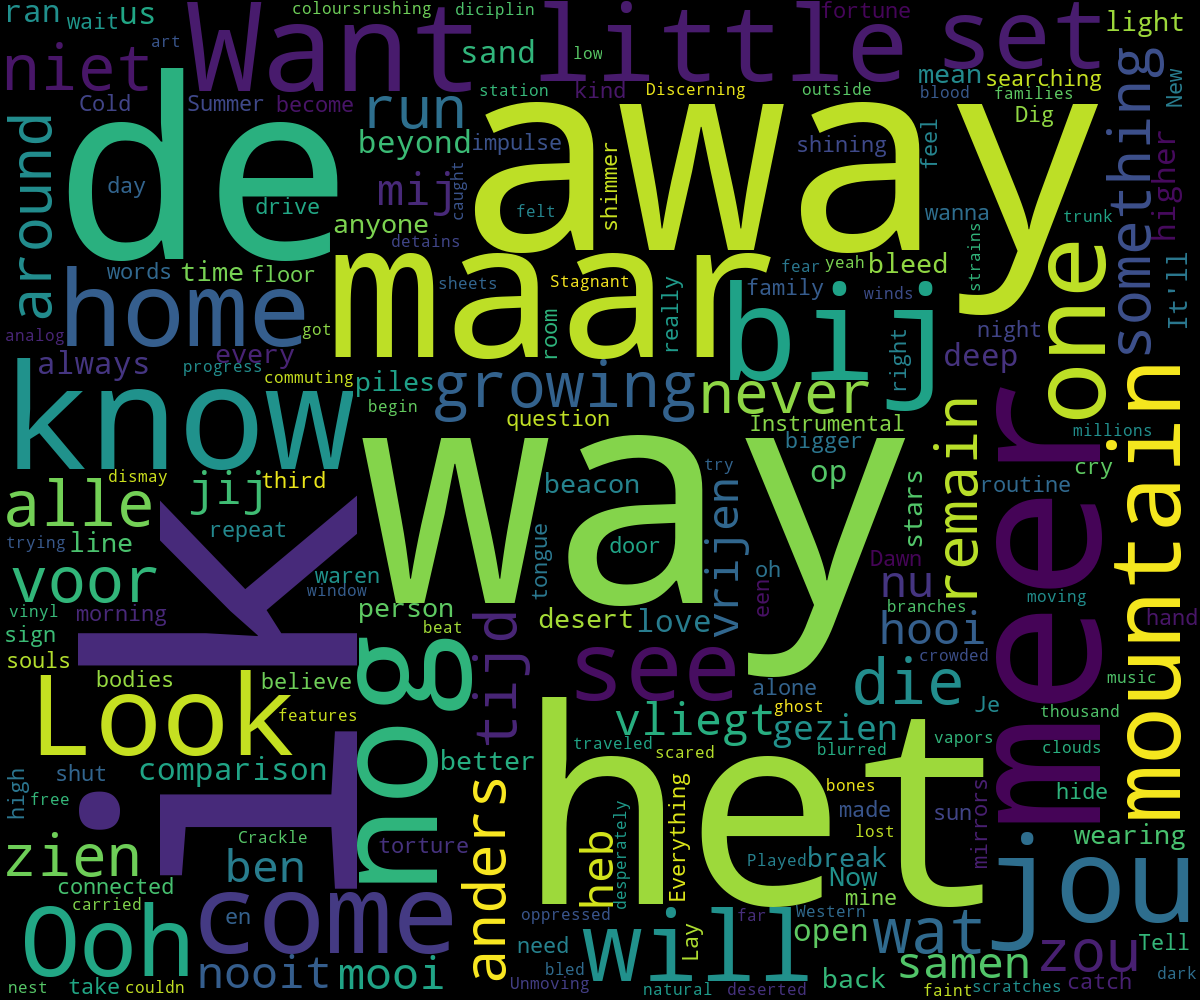 ran wait us coloursrushing diciplin Want little fortune set light
niet art sand low mean searching something New
Cold Summer become run station kind Discerning outside blood families Dig
around de away beyond impulse shining feel higher
day drive mij caught shimmer felt wanna trunk
anyone detains strains one
home words time floor maar sheets Stagnant really family fear yeah bleed winds It'll
analog got room bij right night
always every progress commuting piles growing never deep mountain
know begin question Instrumental remain meer millions
dismay jij third way beacon bigger try op stars cry routine
alle repeat trying line tongue door vrijen Dawn
voor waren window oh een nu moving
vinyl morning Ik person beat desert love hooi branches hand
sign souls nog tijd see crowded
bodies believe alone die music
Look features vliegt ghost gezien Je thousand
shut comparison better traveled scared blurred vapors clouds
high free anders het bones made sun mirrors hide
zien Crackle torture heb desperately Everything lost wearing
connected ben Played break Now jou
carried Ooh en come oppressed will far Western mine
nooit mooi need Lay open wat zou Tell
nest take couldn bled Unmoving natural deserted back samen faint scratches catch dark